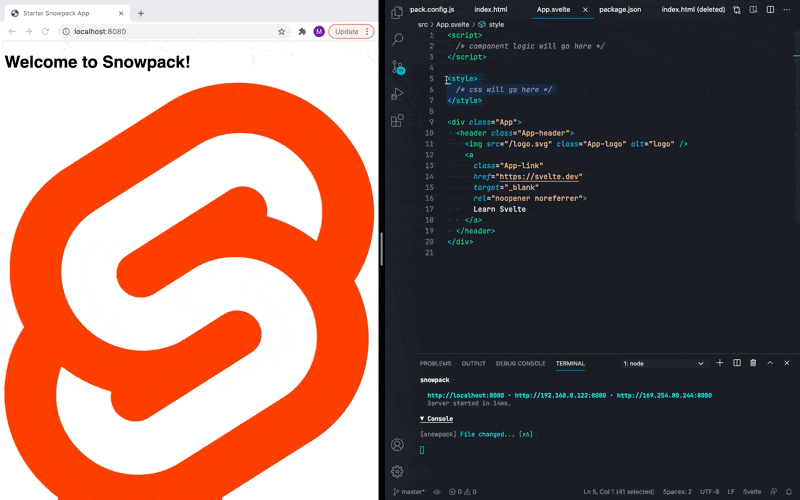 Starter Snowpack App
localhost:8080
M
Update
Welcome to Snowpack!
pack.config.js
index.html
App.svelte
package.json
index.html (deleted)
src > App.svelte > style
1 <script>
2 /* component logic will go here */
3 </script>
4
5 <style>
6 /* css will go here */
7 </style>
8
9 <div class="App">
10 <header class="App-header">
11 <img src="/logo.svg" class="App-logo" alt="logo" />
12 <a
13 class="App-link"
14 href="https://svelte.dev"
15 target="_blank"
16 rel="noopener noreferrer">
17 Learn Svelte
18 </a>
19 </header>
20 </div>
21
PROBLEMS OUTPUT DEBUG CONSOLE TERMINAL 1: node
snowpack
http://localhost:8080 • http://192.168.0.122:8080 • http://169.254.80.244:8080
Server started in 14ms.
▼ Console
[snowpack] File changed... [x6]
master* 0 0 Ln 5, Col 1 (41 selected) Spaces: 2 UTF-8 LF Svelte